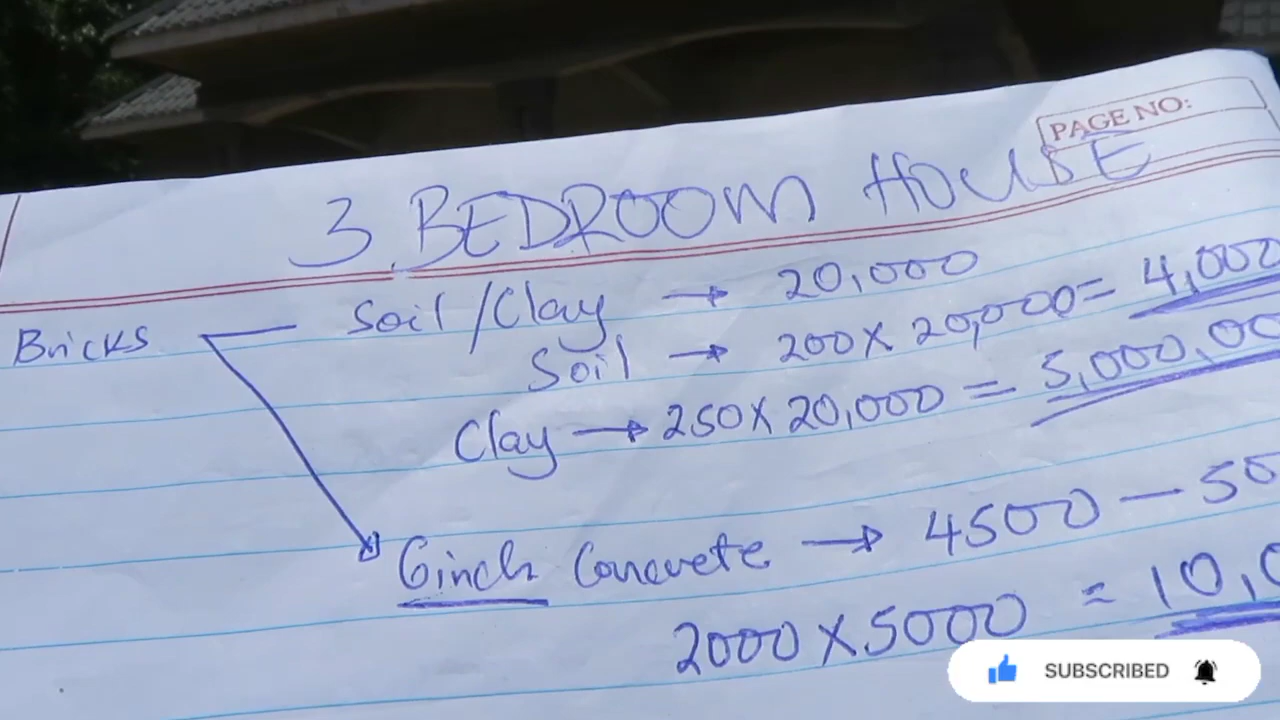 PAGE NO:
3. BEDROOM HOUSE
Bricks
Soil/Clay → 20,000
Soil → 200 x 20,000 = 4,000
Clay → 250 x 20,000 = 5,000,00
6inch Concrete → 4500 - 50
2000 x 5000 = 10,0
SUBSCRIBED